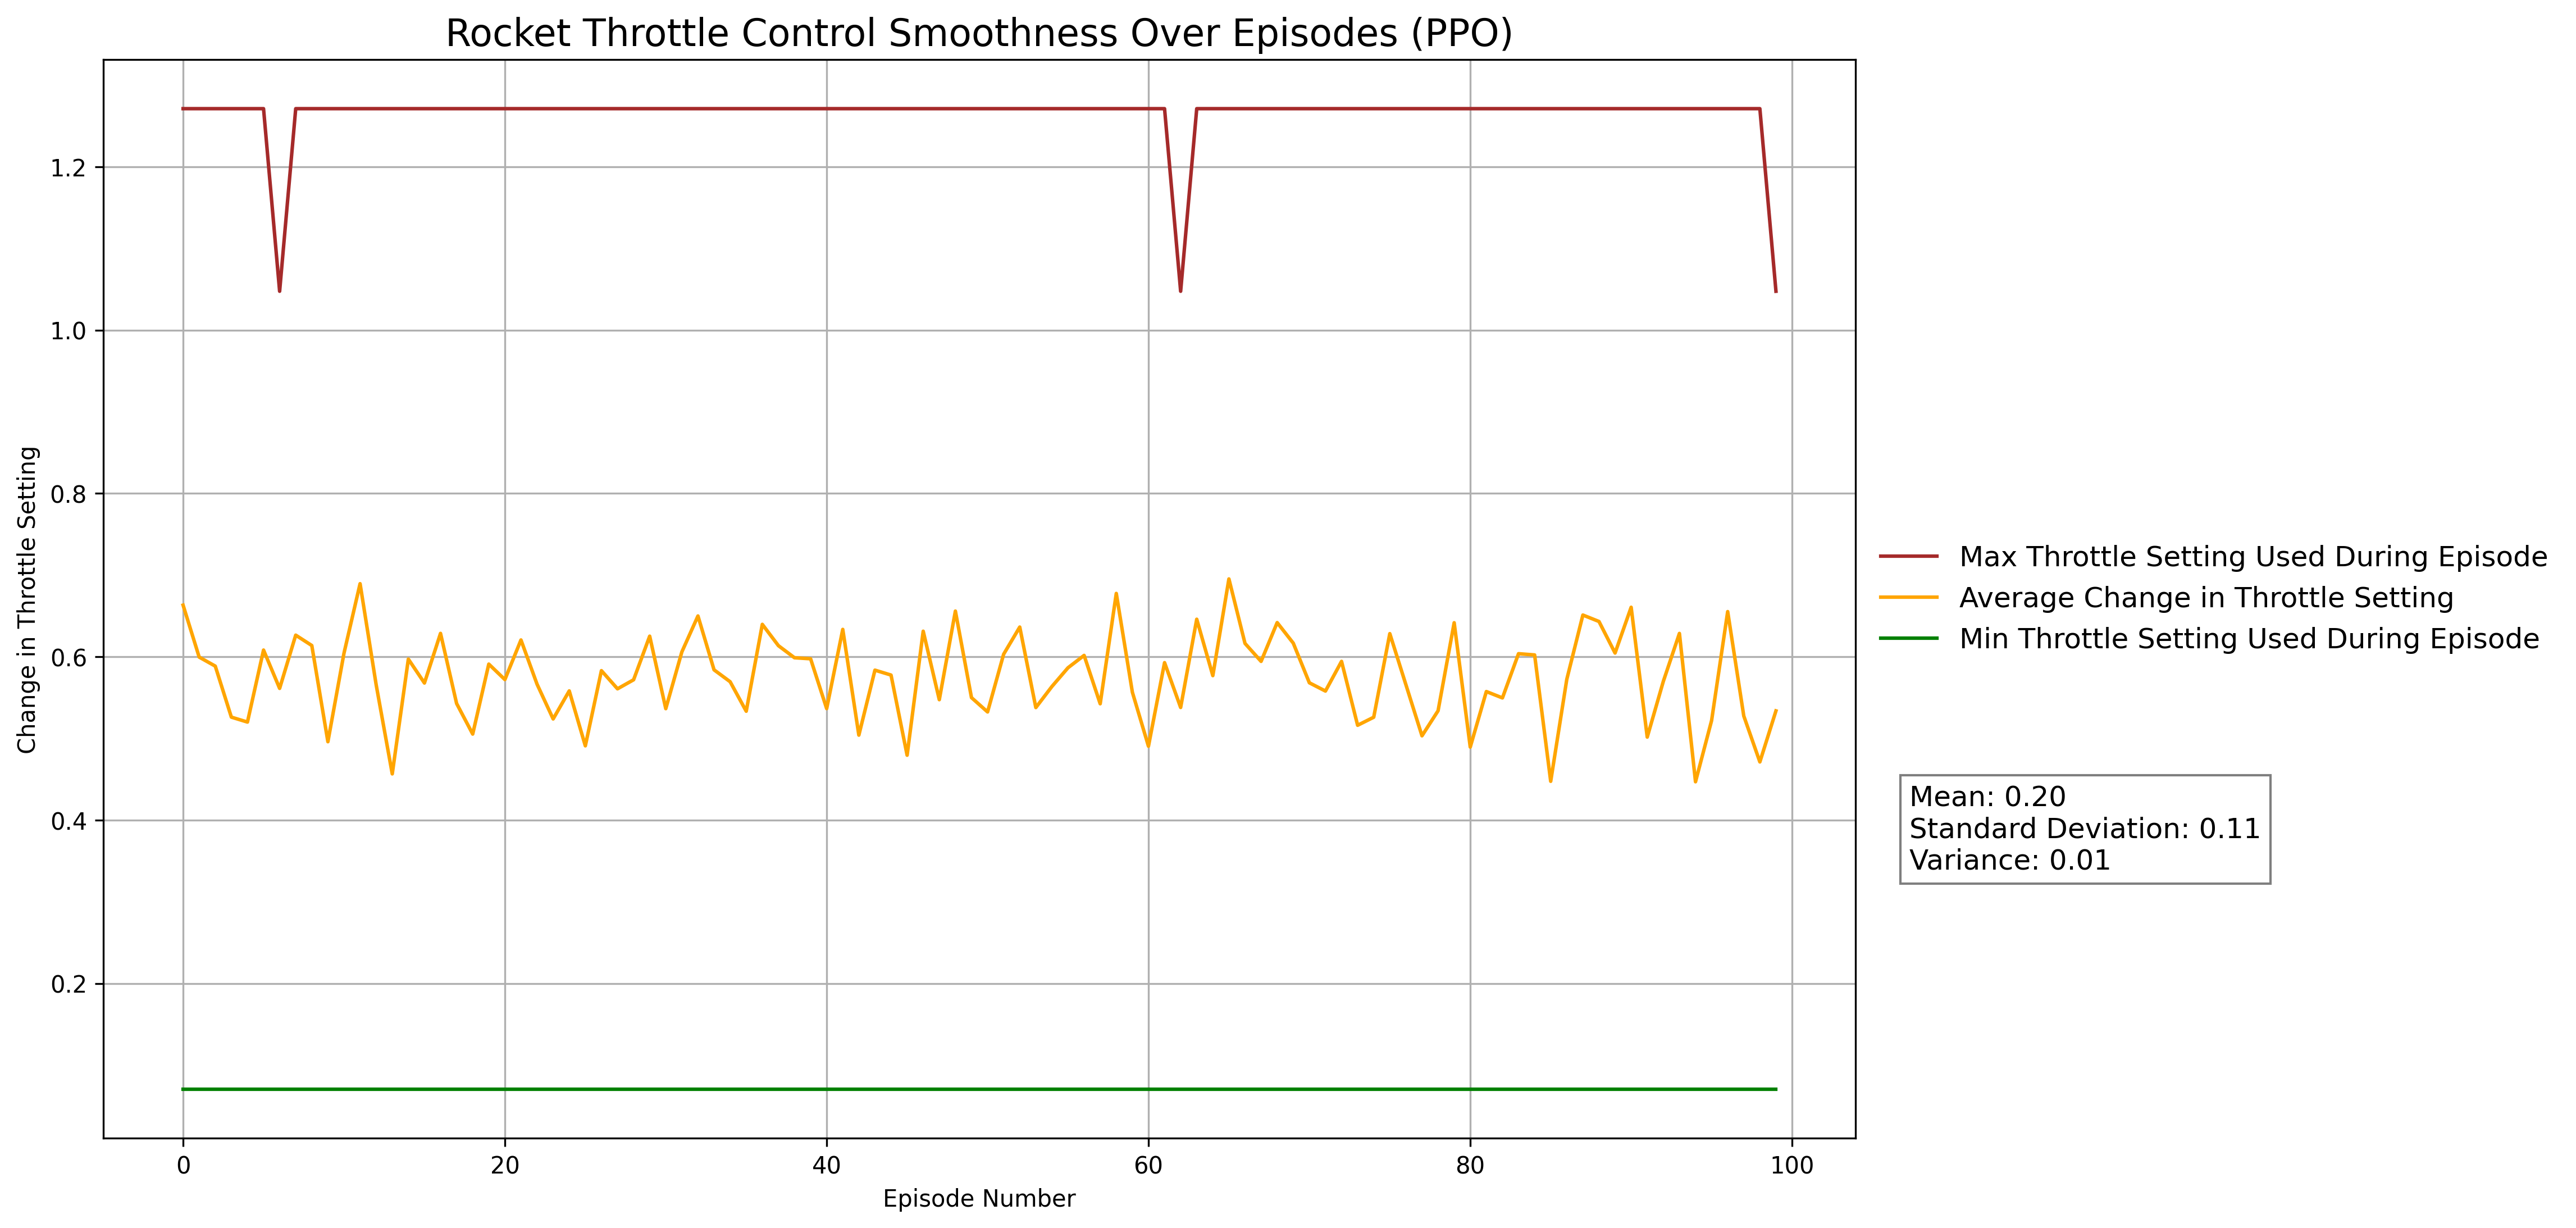 Rocket Throttle Control Smoothness Over Episodes (PPO)
Change in Throttle Setting
1.2
1.0
0.8
0.6
0.4
0.2
0
20
40
60
80
100
Episode Number
Max Throttle Setting Used During Episode
Average Change in Throttle Setting
Min Throttle Setting Used During Episode
Mean: 0.20
Standard Deviation: 0.11
Variance: 0.01